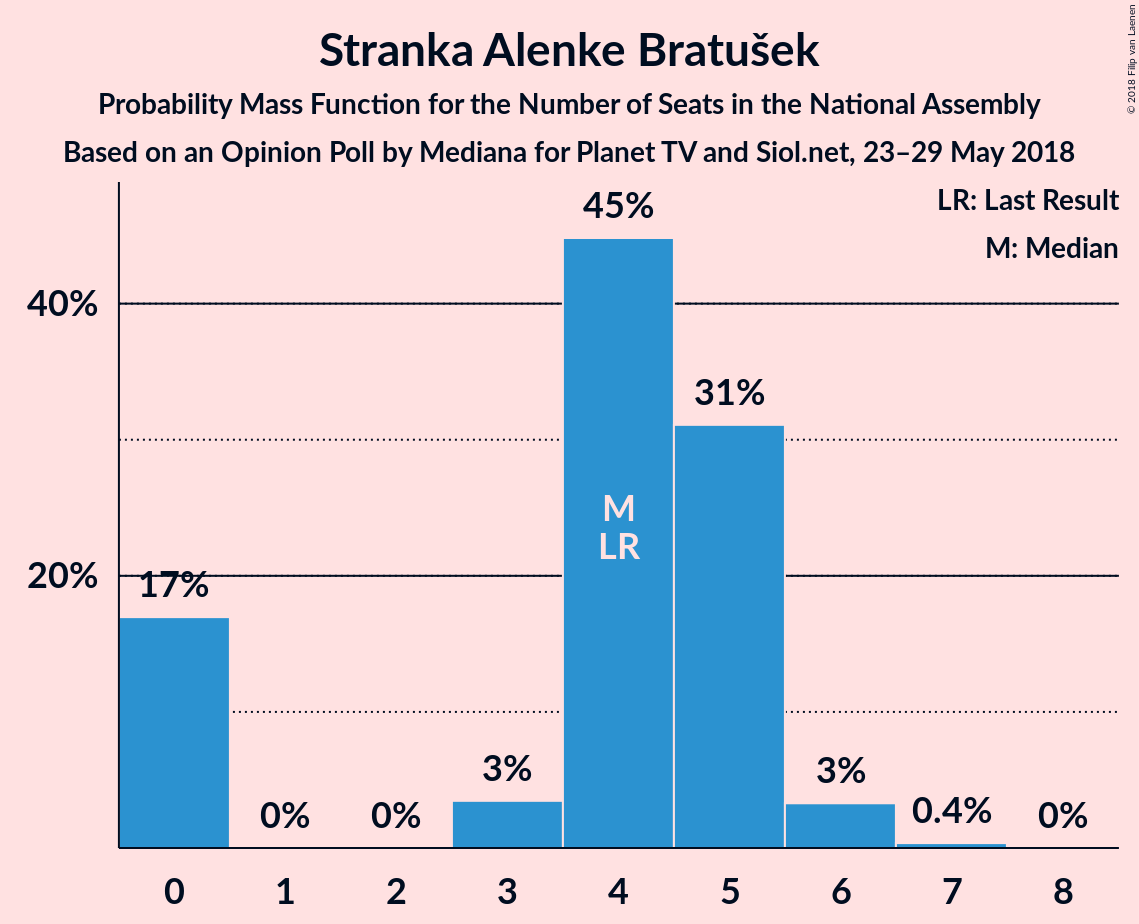 Stranka Alenke Bratušek
Probability Mass Function for the Number of Seats in the National Assembly
Based on an Opinion Poll by Mediana for Planet TV and Siol.net, 23–29 May 2018
© 2018 Filip van Laenen
LR: Last Result
M: Median
40%
20%
17%
0%
0%
3%
45%
M
LR
31%
3%
0.4%
0%
0 1 2 3 4 5 6 7 8